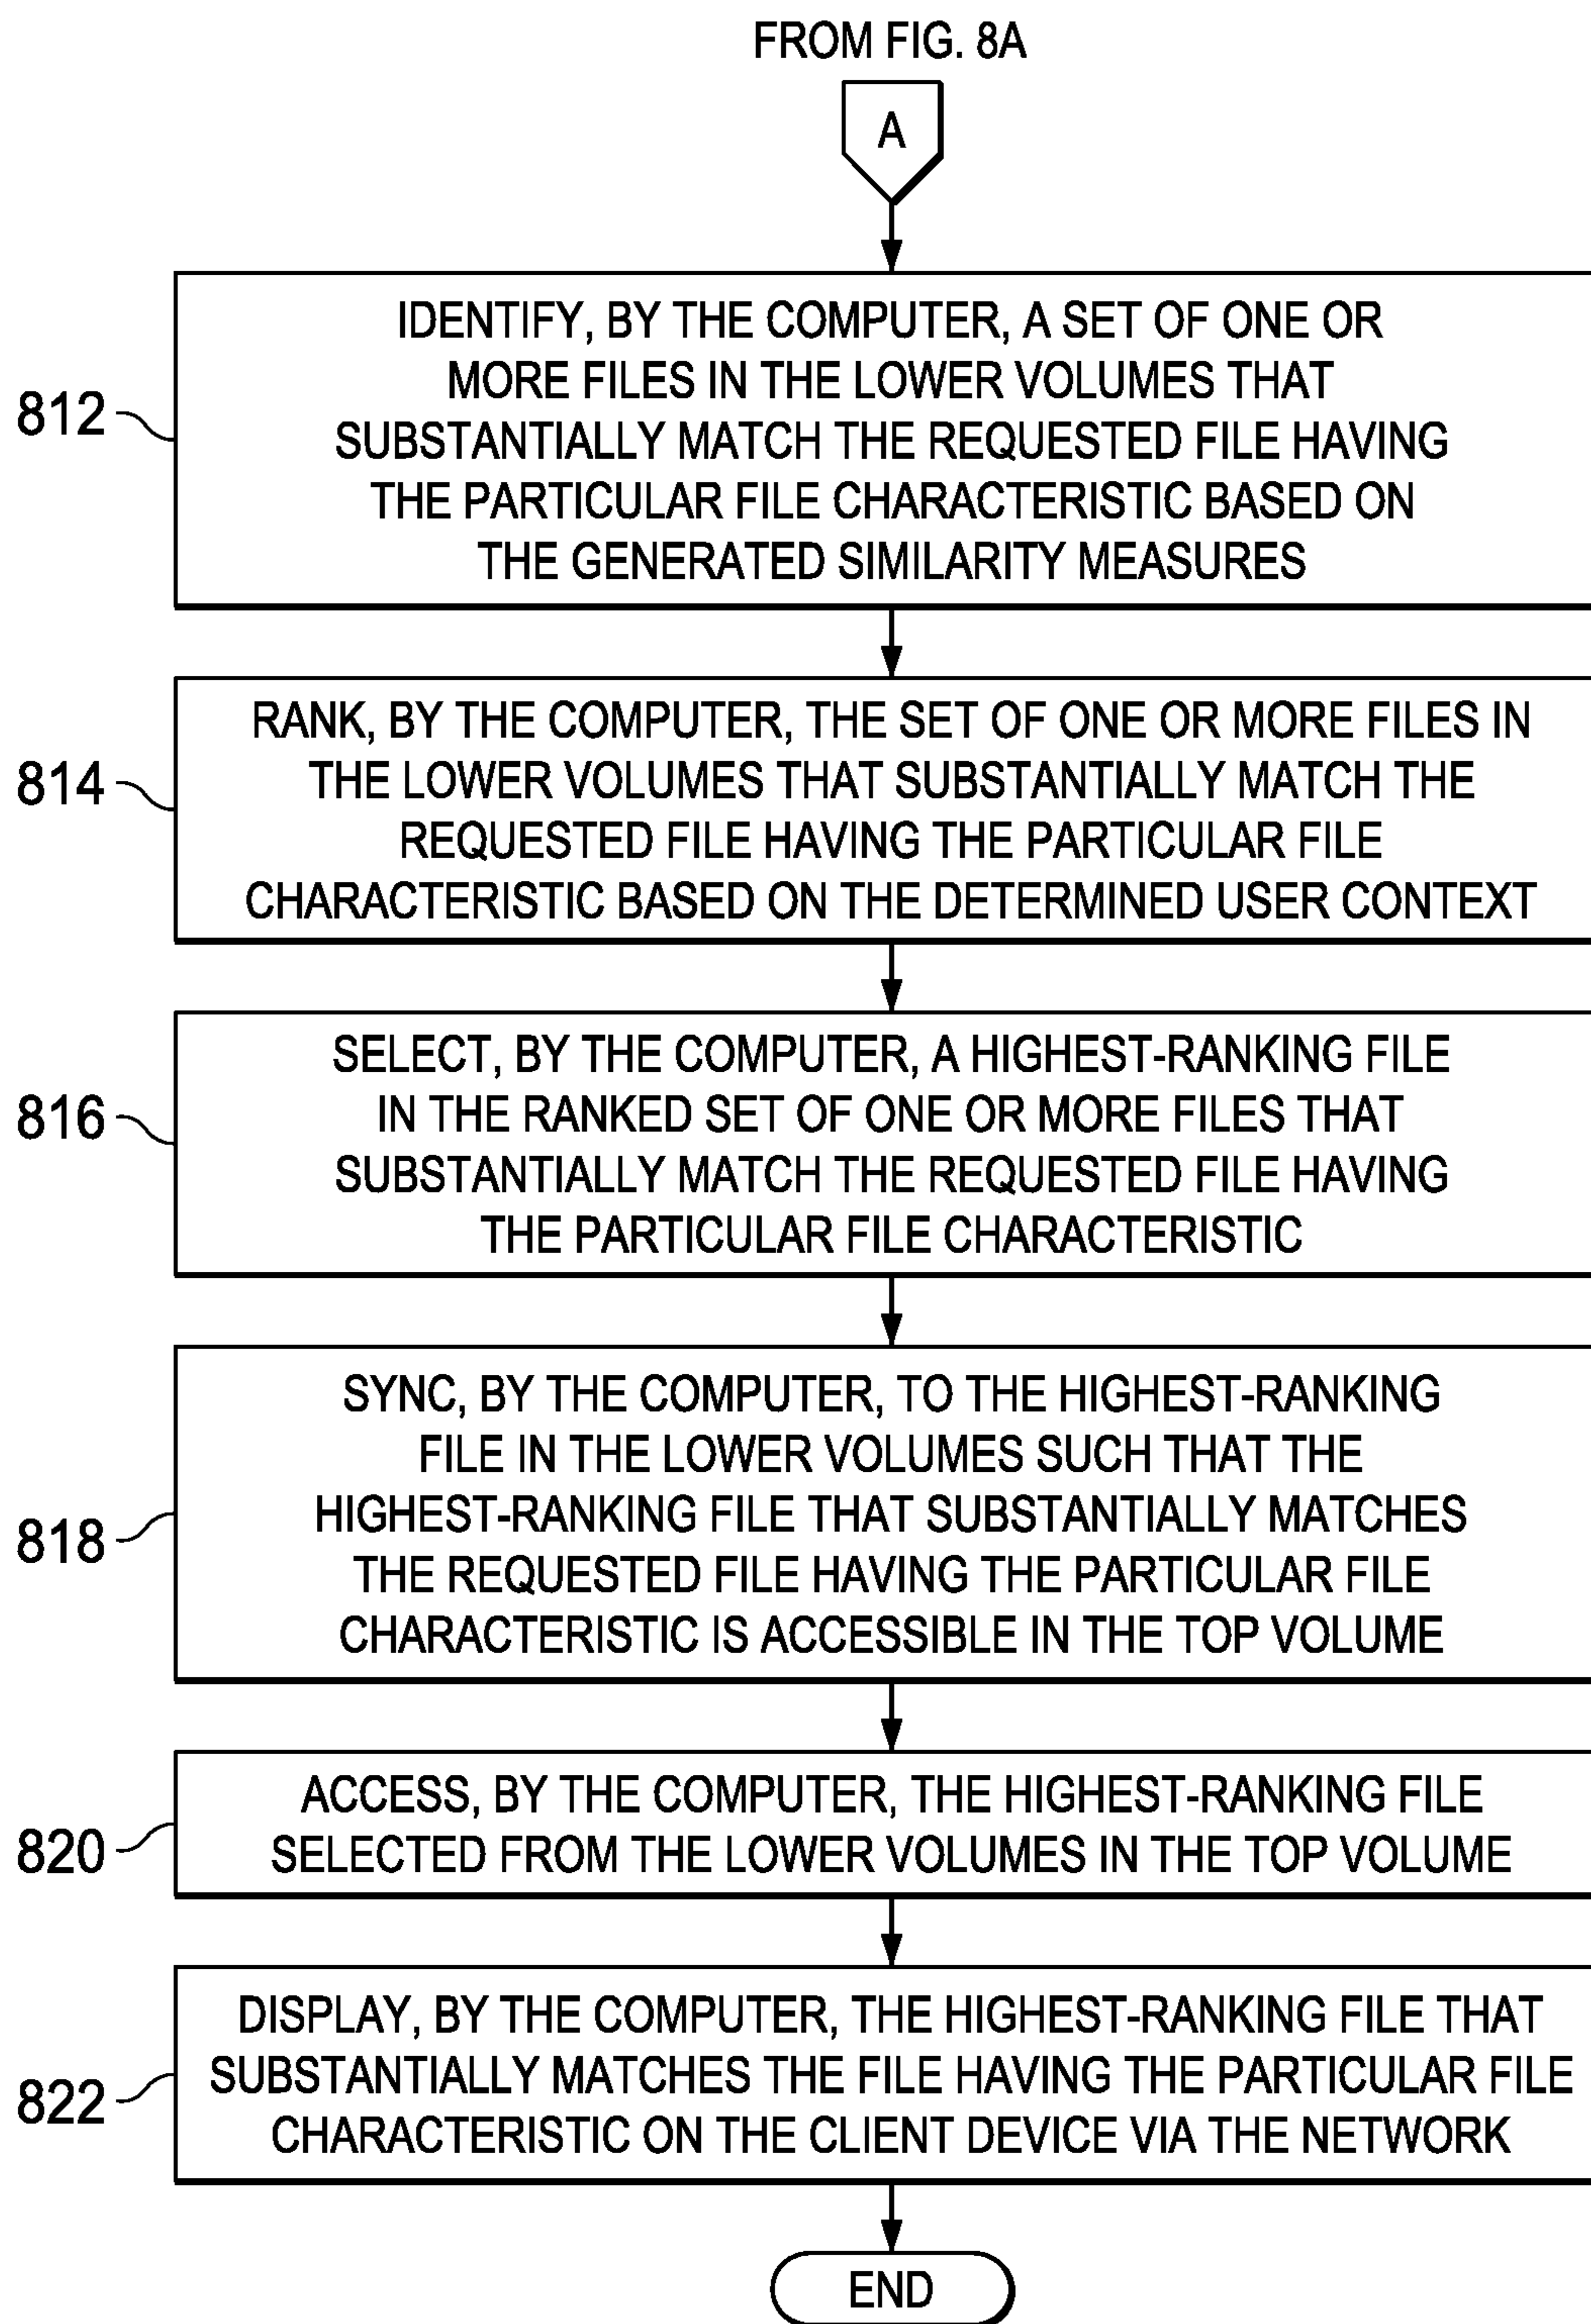 FROM FIG. 8A
A
812
IDENTIFY, BY THE COMPUTER, A SET OF ONE OR
MORE FILES IN THE LOWER VOLUMES THAT
SUBSTANTIALLY MATCH THE REQUESTED FILE HAVING
THE PARTICULAR FILE CHARACTERISTIC BASED ON
THE GENERATED SIMILARITY MEASURES
814
RANK, BY THE COMPUTER, THE SET OF ONE OR MORE FILES IN
THE LOWER VOLUMES THAT SUBSTANTIALLY MATCH THE
REQUESTED FILE HAVING THE PARTICULAR FILE
CHARACTERISTIC BASED ON THE DETERMINED USER CONTEXT
816
SELECT, BY THE COMPUTER, A HIGHEST-RANKING FILE
IN THE RANKED SET OF ONE OR MORE FILES THAT
SUBSTANTIALLY MATCH THE REQUESTED FILE HAVING
THE PARTICULAR FILE CHARACTERISTIC
818
SYNC, BY THE COMPUTER, TO THE HIGHEST-RANKING
FILE IN THE LOWER VOLUMES SUCH THAT THE
HIGHEST-RANKING FILE THAT SUBSTANTIALLY MATCHES
THE REQUESTED FILE HAVING THE PARTICULAR FILE
CHARACTERISTIC IS ACCESSIBLE IN THE TOP VOLUME
820
ACCESS, BY THE COMPUTER, THE HIGHEST-RANKING FILE
SELECTED FROM THE LOWER VOLUMES IN THE TOP VOLUME
822
DISPLAY, BY THE COMPUTER, THE HIGHEST-RANKING FILE THAT
SUBSTANTIALLY MATCHES THE FILE HAVING THE PARTICULAR FILE
CHARACTERISTIC ON THE CLIENT DEVICE VIA THE NETWORK
END